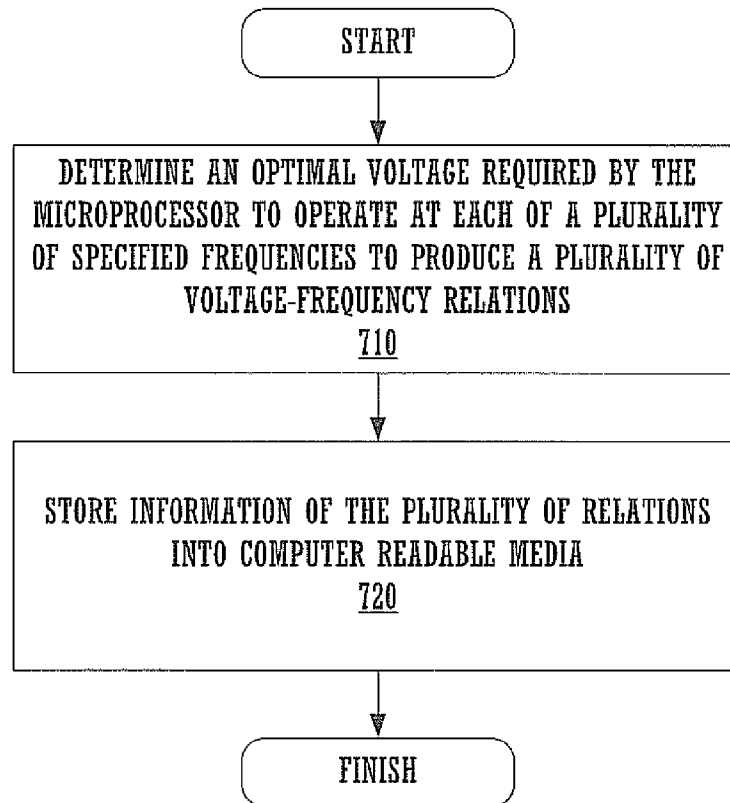 START
DETERMINE AN OPTIMAL VOLTAGE REQUIRED BY THE
MICROPROCESSOR TO OPERATE AT EACH OF A PLURALITY
OF SPECIFIED FREQUENCIES TO PRODUCE A PLURALITY OF
VOLTAGE-FREQUENCY RELATIONS
710
STORE INFORMATION OF THE PLURALITY OF RELATIONS
INTO COMPUTER READABLE MEDIA
720
FINISH